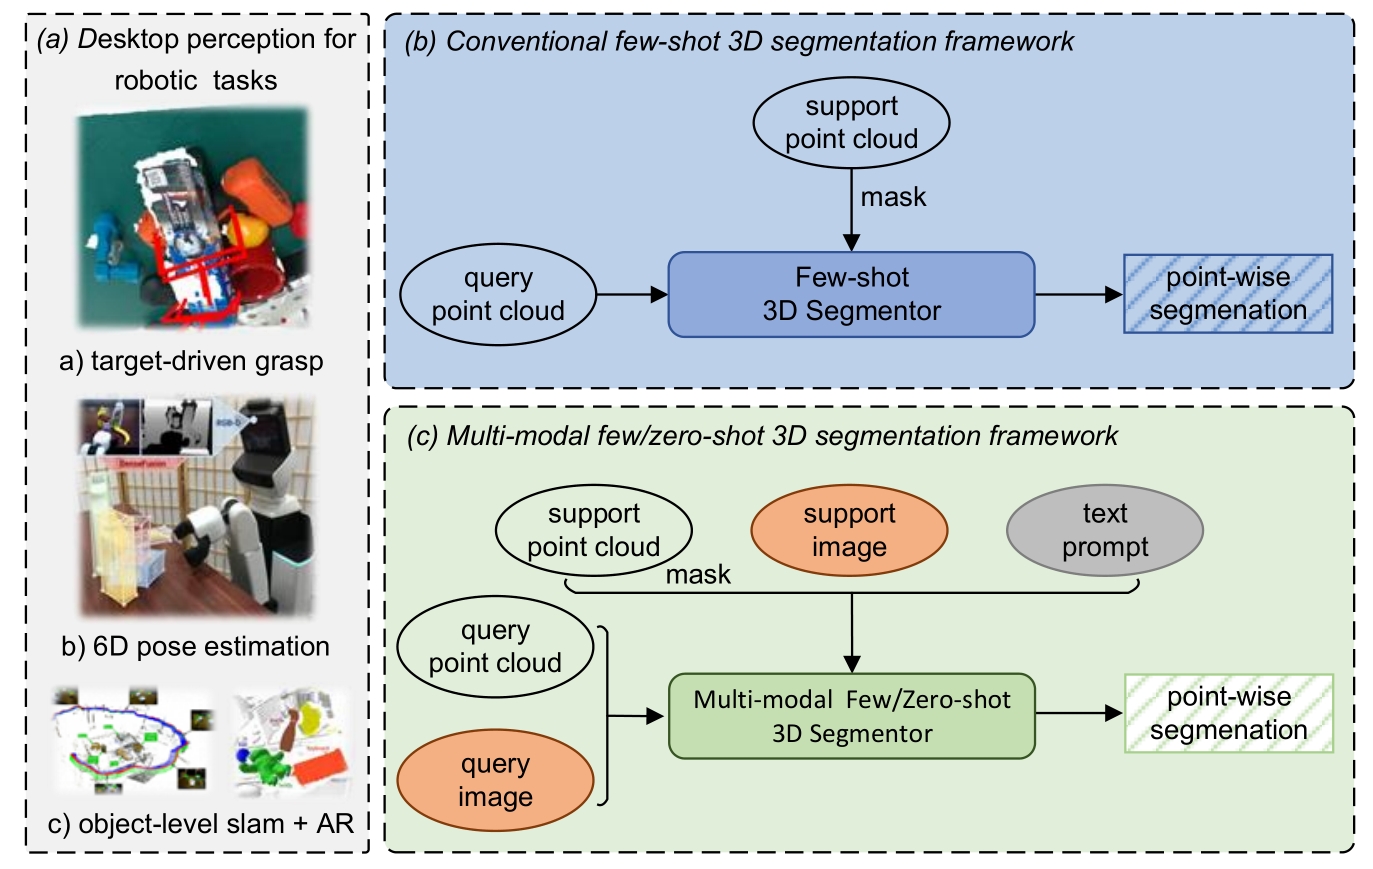 (a) Desktop perception for
robotic tasks
a) target-driven grasp
RGB-D
DenseFusion
b) 6D pose estimation
c) object-level slam + AR
(b) Conventional few-shot 3D segmentation framework
support
point cloud
mask
query
point cloud
Few-shot
3D Segmentor
point-wise
segmenation
(c) Multi-modal few/zero-shot 3D segmentation framework
support
point cloud
support
image
text
prompt
mask
query
point cloud
query
image
Multi-modal Few/Zero-shot
3D Segmentor
point-wise
segmenation